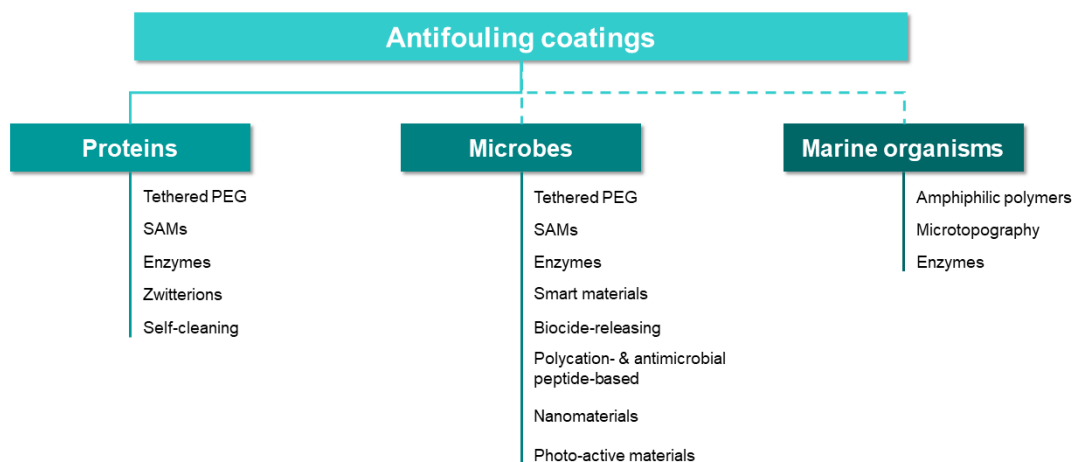 Antifouling coatings
Proteins
Tethered PEG
SAMs
Enzymes
Zwitterions
Self-cleaning
Microbes
Tethered PEG
SAMs
Enzymes
Smart materials
Biocide-releasing
Polycation- & antimicrobial
peptide-based
Nanomaterials
Photo-active materials
Marine organisms
Amphiphilic polymers
Microtopography
Enzymes